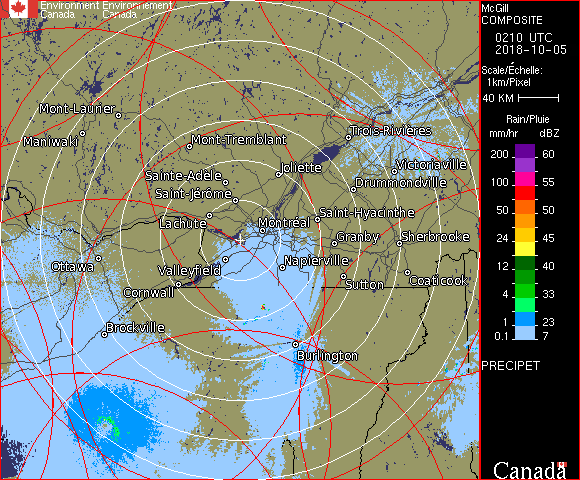 Environment Environnement
Canada Canada
McGill
COMPOSITE
0210 UTC
2018-10-05
Scale/Échelle:
1km/Pixel
40 KM
Rain/Pluie
mm/hr dBZ
200 60
100 55
50 50
24 45
12 40
4 33
1 23
0.1 7
PRECIPET
Mont-Laurier
Maniwaki
Mont-Tremblant
Trois-Rivières
Sainte-Adèle
Joliette
Victoriaville
Saint-Jérôme
Drummondville
Lachute
Montréal
Saint-Hyacinthe
Granby
Sherbrooke
Ottawa
Valleyfield
Napierville
Cornwall
Sutton
Coaticook
Brockville
Burlington
Canada